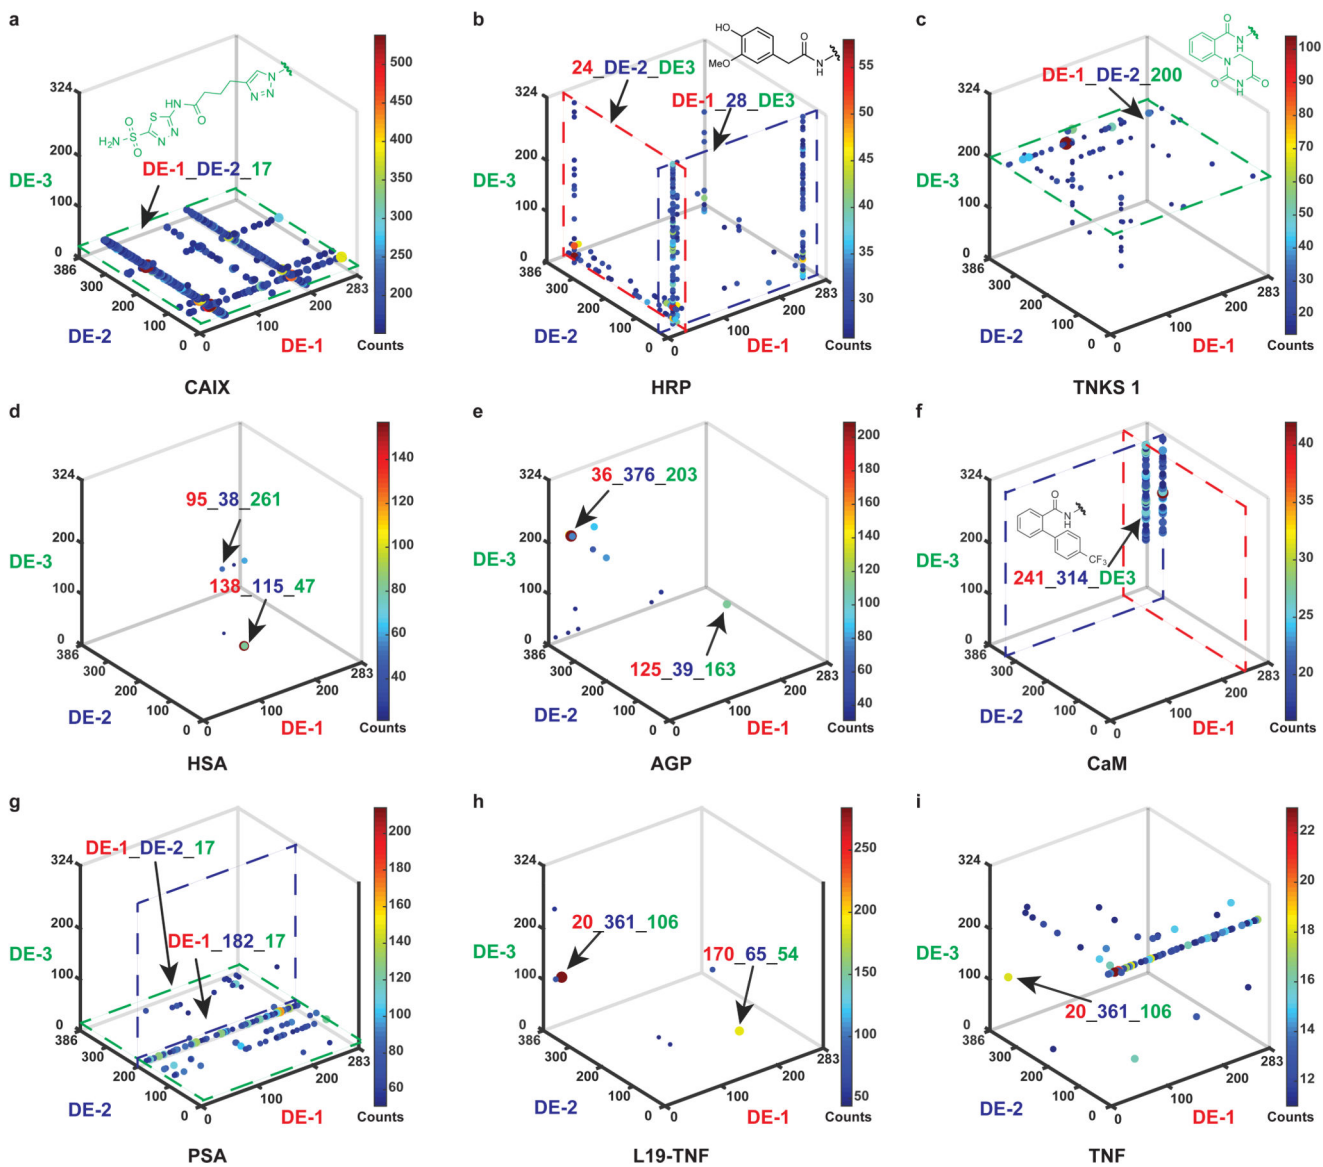 a
324
200
100
0
DE-3
386
300
200
100
0
DE-2
0
100
200
283
DE-1
DE-1_DE-2_17
H₂N
S
O
O
S
N
N
HN
O
N
N=N
500
450
400
350
300
250
200
Counts
CAIX
b
324
200
100
0
DE-3
386
300
200
100
0
DE-2
0
100
200
283
DE-1
24_DE-2_DE3
DE-1_28_DE3
HO
MeO
O
N
H
55
50
45
40
35
30
Counts
HRP
c
324
200
100
0
DE-3
386
300
200
100
0
DE-2
0
100
200
283
DE-1
DE-1_DE-2_200
O
N
H
N
O
NH
O
100
90
80
70
60
50
40
30
20
Counts
TNKS 1
d
324
200
100
0
DE-3
386
300
200
100
0
DE-2
0
100
200
283
DE-1
95_38_261
138_115_47
140
120
100
80
60
40
Counts
HSA
e
324
200
100
0
DE-3
386
300
200
100
0
DE-2
0
100
200
283
DE-1
36_376_203
125_39_163
200
180
160
140
120
100
80
60
40
Counts
AGP
f
324
200
100
0
DE-3
386
300
200
100
0
DE-2
0
100
200
283
DE-1
O
N
H
CF₃
241_314_DE3
40
35
30
25
20
Counts
CaM
g
324
200
100
0
DE-3
386
300
200
100
0
DE-2
0
100
200
283
DE-1
DE-1_DE-2_17
DE-1_182_17
200
180
160
140
120
100
80
60
Counts
PSA
h
324
200
100
0
DE-3
386
300
200
100
0
DE-2
0
100
200
283
DE-1
20_361_106
170_65_54
250
200
150
100
50
Counts
L19-TNF
i
324
200
100
0
DE-3
386
300
200
100
0
DE-2
0
100
200
283
DE-1
20_361_106
22
20
18
16
14
12
Counts
TNF